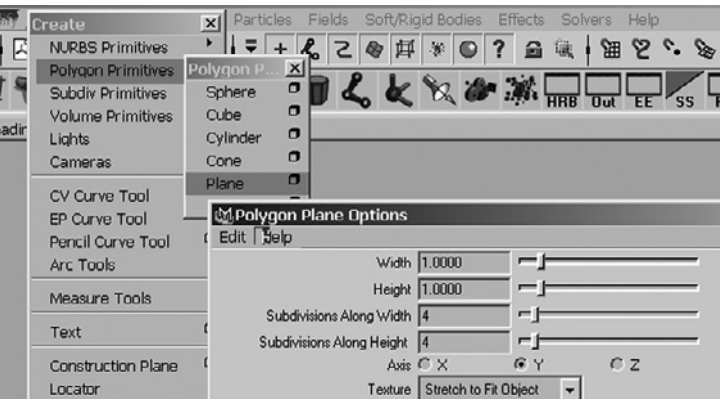 Create
Particles Fields Soft/Rigid Bodies Effects Solvers Help
NURBS Primitives
Polygon Primitives
Subdiv Primitives
Volume Primitives
Lights
Cameras
CV Curve Tool
EP Curve Tool
Pencil Curve Tool
Arc Tools
Measure Tools
Text
Construction Plane
Locator
Polygon P...
Sphere
Cube
Cylinder
Cone
Plane
HRB Out EE SS
Polygon Plane Options
Edit Help
Width 1.0000
Height 1.0000
Subdivisions Along Width 4
Subdivisions Along Height 4
Axis X Y Z
Texture Stretch to Fit Object